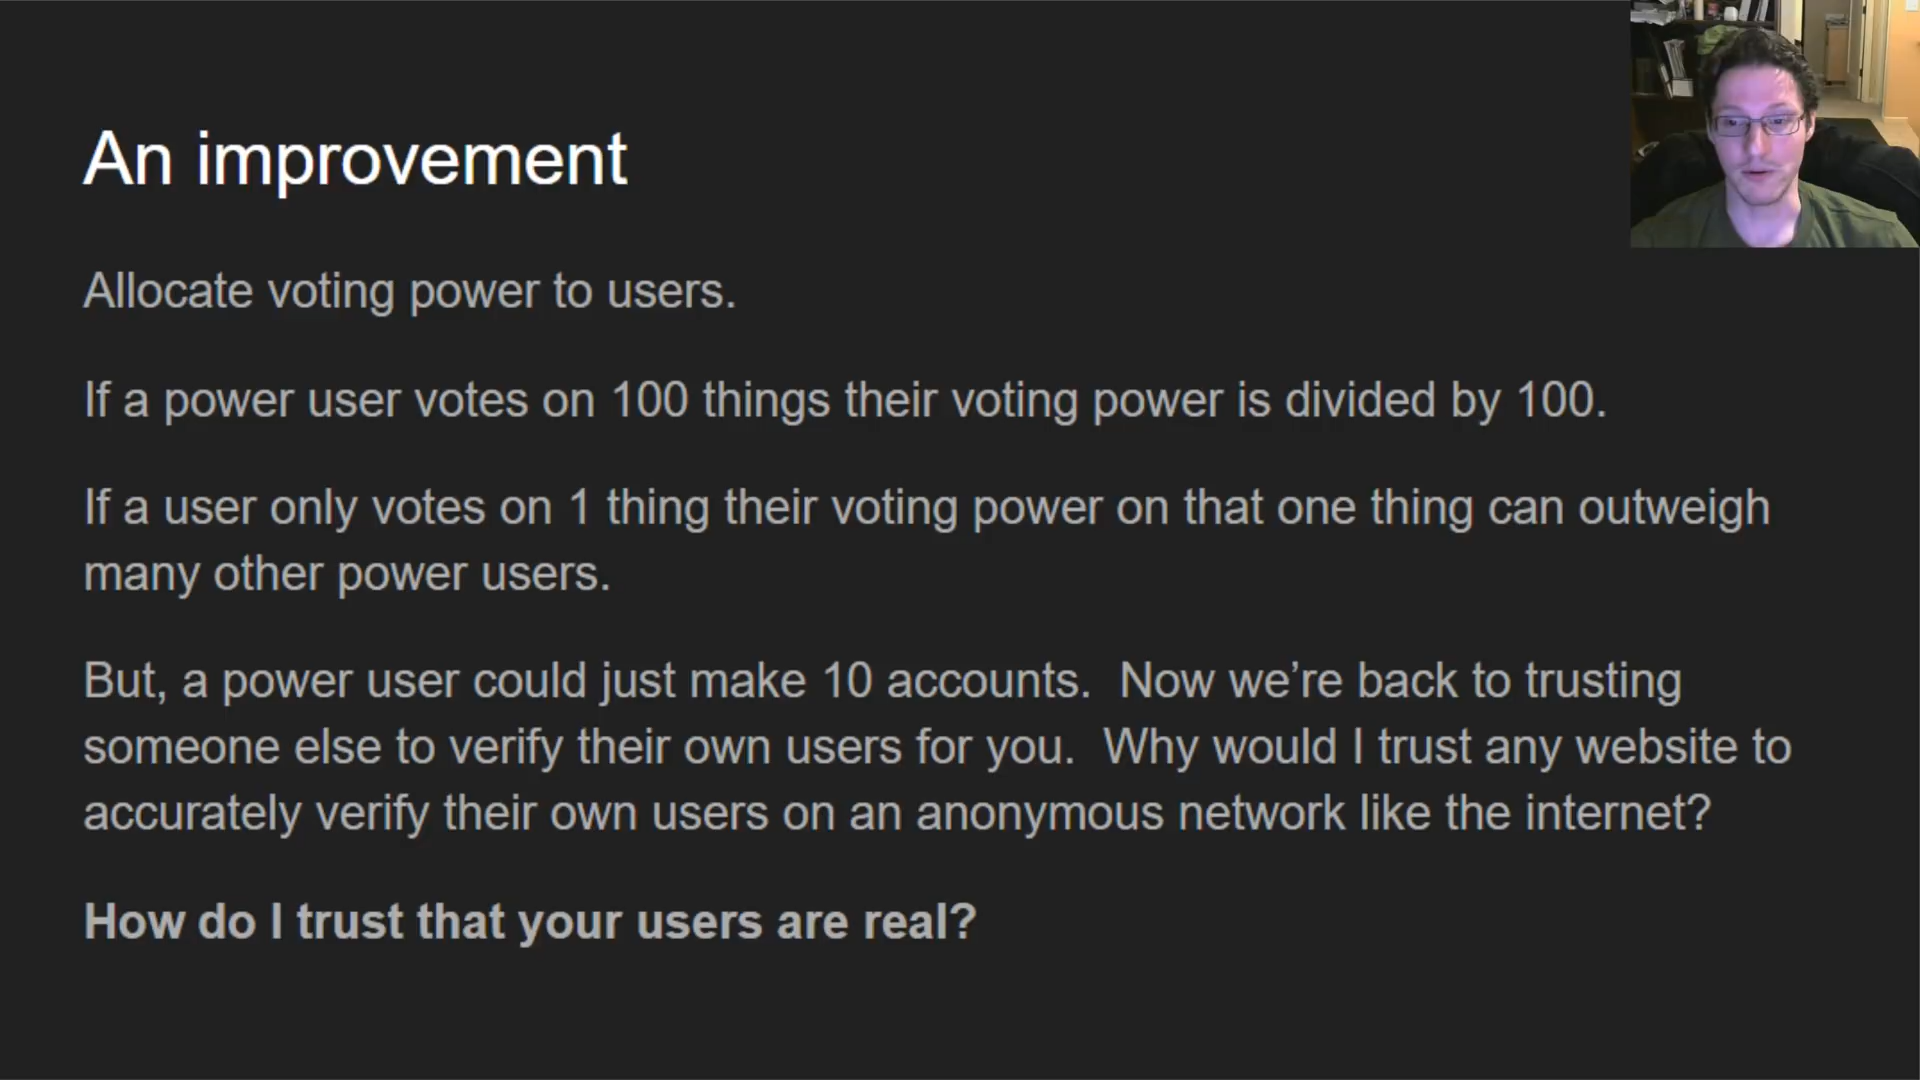 An improvement
Allocate voting power to users.
If a power user votes on 100 things their voting power is divided by 100.
If a user only votes on 1 thing their voting power on that one thing can outweigh
many other power users.
But, a power user could just make 10 accounts.  Now we’re back to trusting
someone else to verify their own users for you.  Why would I trust any website to
accurately verify their own users on an anonymous network like the internet?
How do I trust that your users are real?